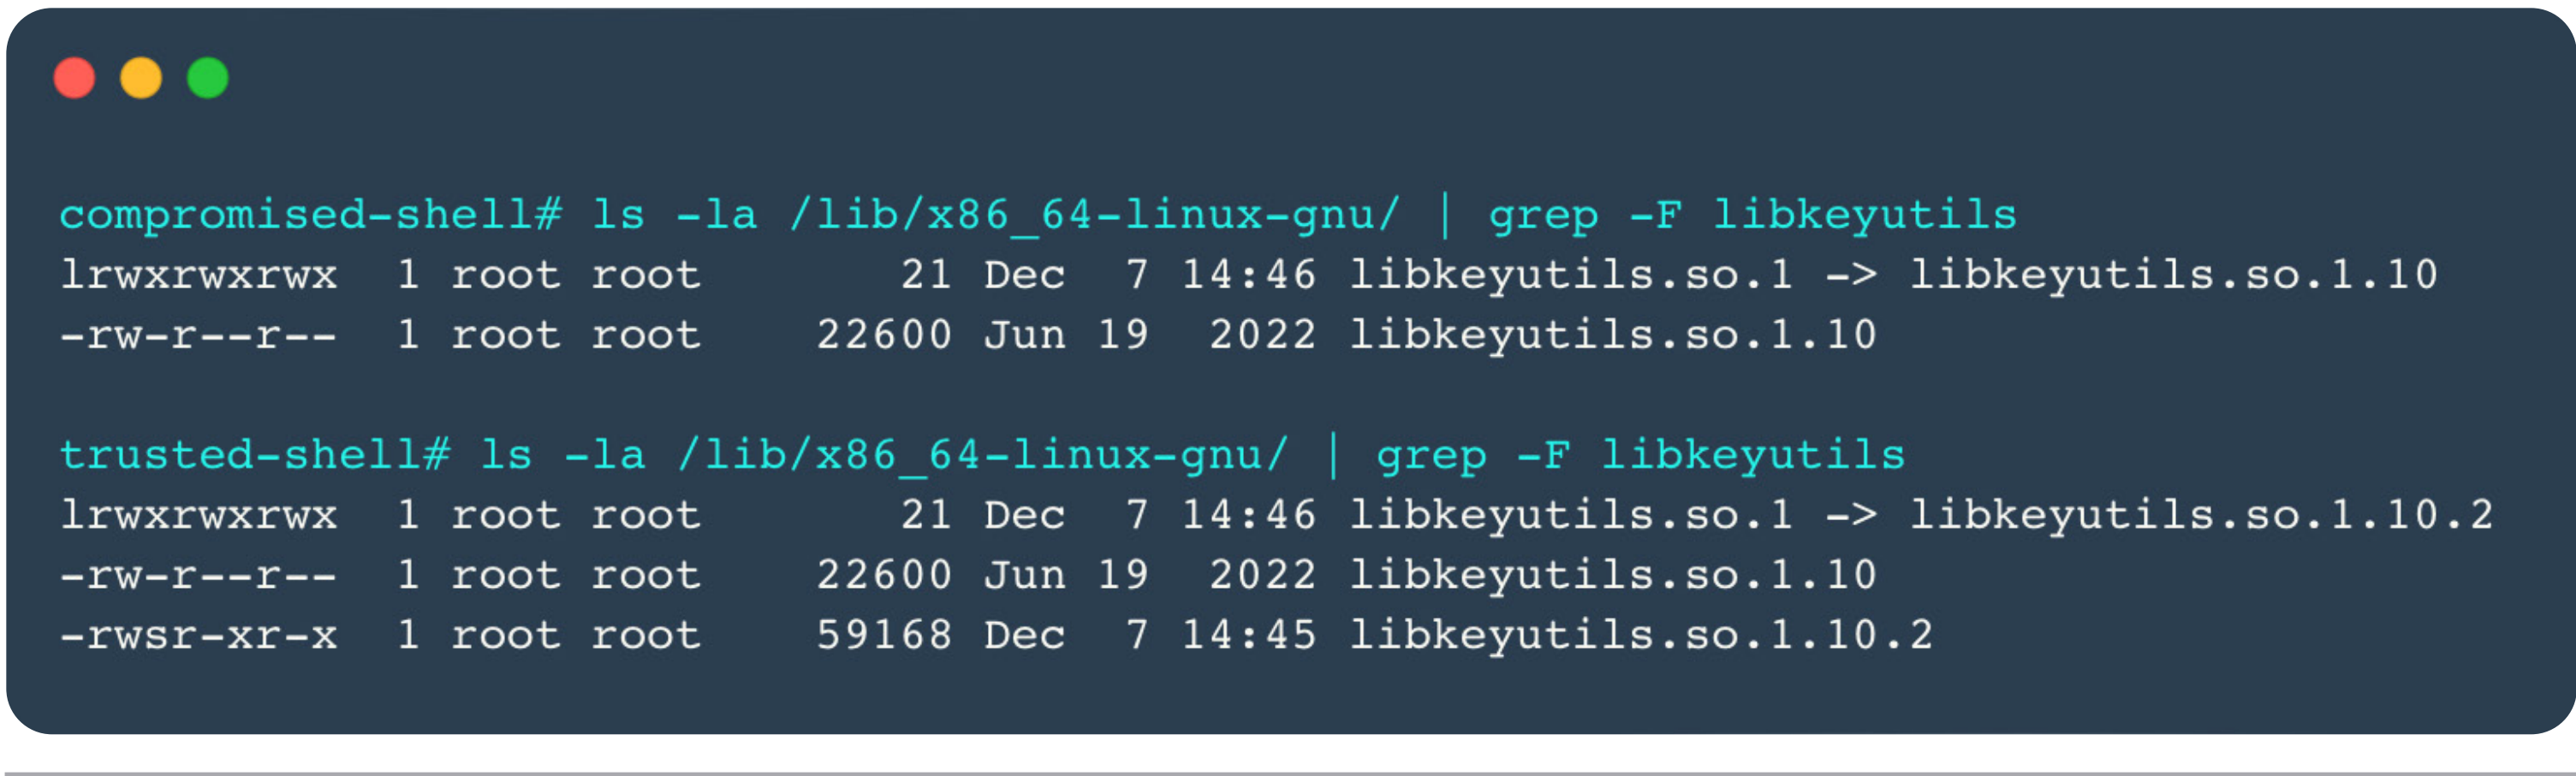 compromised-shell# ls -la /lib/x86_64-linux-gnu/ | grep -F libkeyutils
lrwxrwxrwx  1 root root       21 Dec  7 14:46 libkeyutils.so.1 -> libkeyutils.so.1.10
-rw-r--r--  1 root root    22600 Jun 19  2022 libkeyutils.so.1.10
trusted-shell# ls -la /lib/x86_64-linux-gnu/ | grep -F libkeyutils
lrwxrwxrwx  1 root root       21 Dec  7 14:46 libkeyutils.so.1 -> libkeyutils.so.1.10.2
-rw-r--r--  1 root root    22600 Jun 19  2022 libkeyutils.so.1.10
-rwsr-xr-x  1 root root    59168 Dec  7 14:45 libkeyutils.so.1.10.2